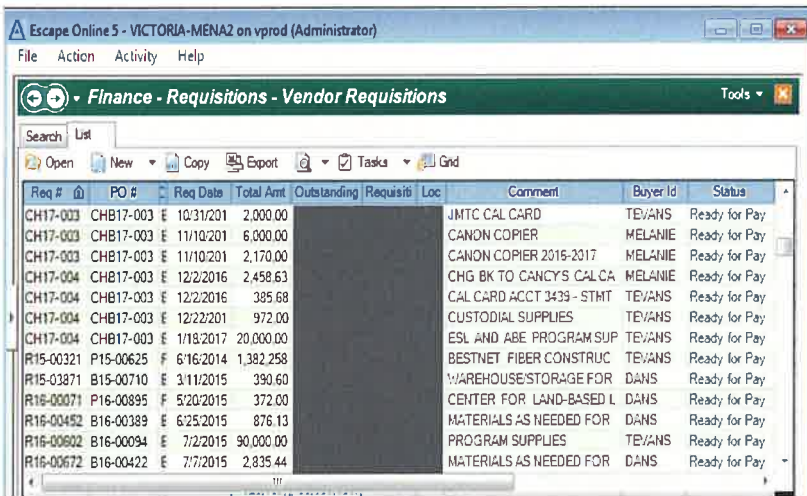 Escape Online 5 - VICTORIA-MENA2 on vprod (Administrator)
File Action Activity Help
Finance - Requisitions - Vendor Requisitions Tools
Search List
Open New Copy Export Tasks Grid
Req # PO # Req Date Total Amt Outstanding Requisiti Loc Comment Buyer Id Status
CH17-003 CHB17-003 E 10/31/201 2,000.00 JMTC CAL CARD TEVANS Ready for Pay
CH17-003 CHB17-003 E 11/10/201 6,000.00 CANON COPIER MELANIE Ready for Pay
CH17-003 CHB17-003 E 11/10/201 2,170.00 CANON COPIER 2016-2017 MELANIE Ready for Pay
CH17-004 CHB17-003 E 12/2/2016 2,458.63 CHG BK TO CANCYS CAL CA MELANIE Ready for Pay
CH17-004 CHB17-003 E 12/2/2016 385.68 CAL CARD ACCT 3439 - STMT TEVANS Ready for Pay
CH17-004 CHB17-003 E 12/22/201 972.00 CUSTODIAL SUPPLIES TEVANS Ready for Pay
CH17-004 CHB17-003 E 1/18/2017 20,000.00 ESL AND ABE PROGRAM SUP TEVANS Ready for Pay
R15-00321 P15-00625 F 6/16/2014 1,382,258 BESTNET FIBER CONSTRUC TEVANS Ready for Pay
R15-03871 B15-00710 E 3/11/2015 390.60 WAREHOUSE/STORAGE FOR DANS Ready for Pay
R16-00071 P16-00895 F 5/20/2015 372.00 CENTER FOR LAND-BASED L DANS Ready for Pay
R16-00452 B16-00389 E 6/25/2015 876.13 MATERIALS AS NEEDED FOR DANS Ready for Pay
R16-00602 B16-00094 E 7/2/2015 90,000.00 PROGRAM SUPPLIES TEVANS Ready for Pay
R16-00672 B16-00422 E 7/7/2015 2,835.44 MATERIALS AS NEEDED FOR DANS Ready for Pay